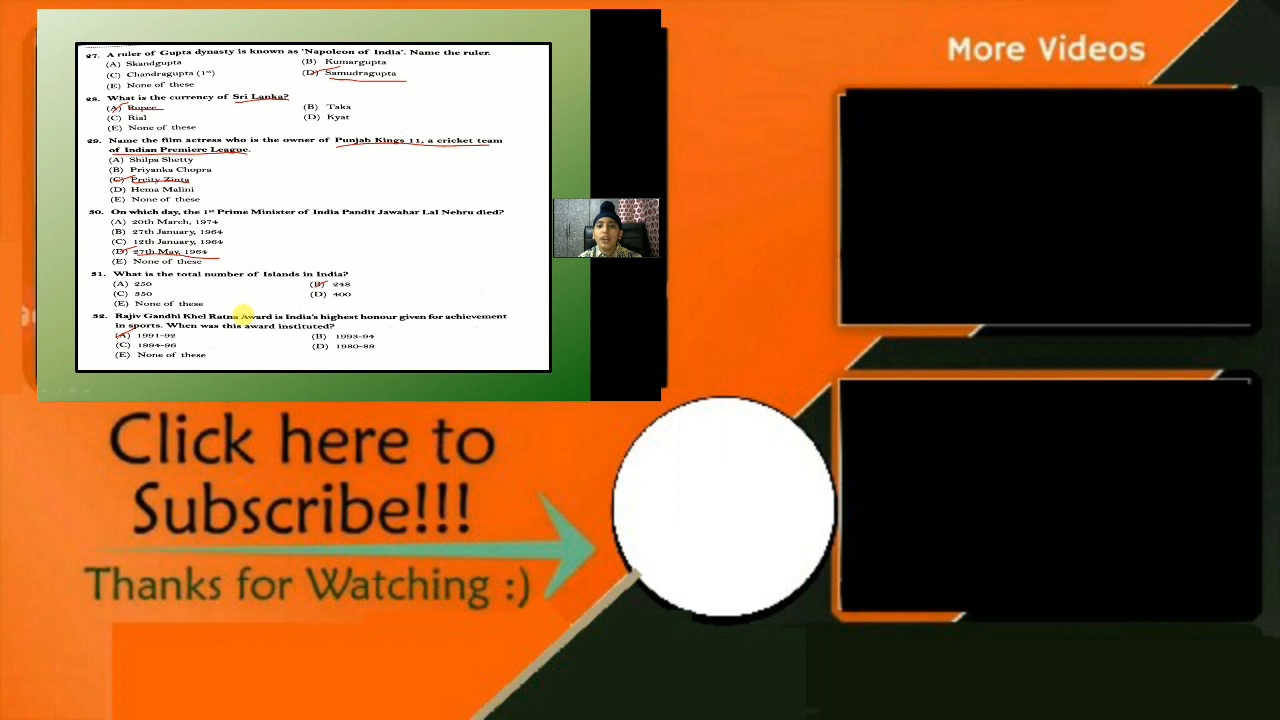 More Videos
27. A ruler of Gupta dynasty is known as 'Napoleon of India'. Name the ruler.
(A) Skandgupta (B) Kumargupta
(C) Chandragupta (1st) (D) Samudragupta
(E) None of these
28. What is the currency of Sri Lanka?
(A) Rupee (B) Taka
(C) Rial (D) Kyat
(E) None of these
29. Name the film actress who is the owner of Punjab Kings 11, a cricket team
of Indian Premiere League.
(A) Shilpa Shetty
(B) Priyanka Chopra
(C) Preity Zinta
(D) Hema Malini
(E) None of these
30. On which day, the 1st Prime Minister of India Pandit Jawahar Lal Nehru died?
(A) 20th March, 1974
(B) 27th January, 1964
(C) 12th January, 1964
(D) 27th May, 1964
(E) None of these
31. What is the total number of Islands in India?
(A) 250 (B) 248
(C) 350 (D) 400
(E) None of these
32. Rajiv Gandhi Khel Ratna Award is India's highest honour given for achievement
in sports. When was this award instituted?
(A) 1991-92 (B) 1993-94
(C) 1994-96 (D) 1980-89
(E) None of these
Click here to
Subscribe!!!
Thanks for Watching :)